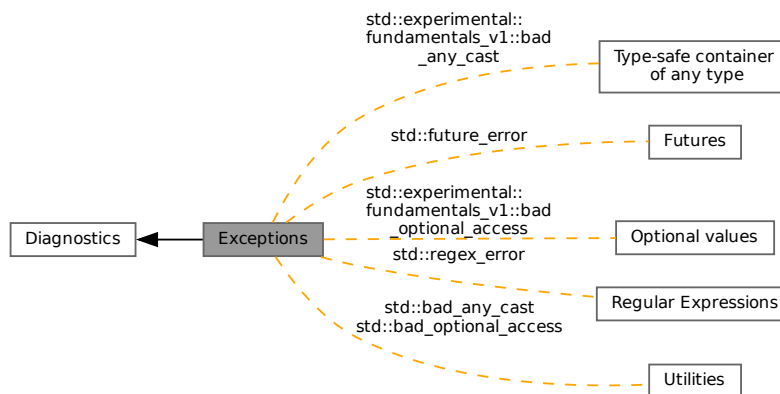 std::experimental::
fundamentals_v1::bad
_any_cast
Type-safe container
of any type
std::future_error
Futures
std::experimental::
fundamentals_v1::bad
_optional_access
Diagnostics
Exceptions
Optional values
std::regex_error
Regular Expressions
std::bad_any_cast
std::bad_optional_access
Utilities